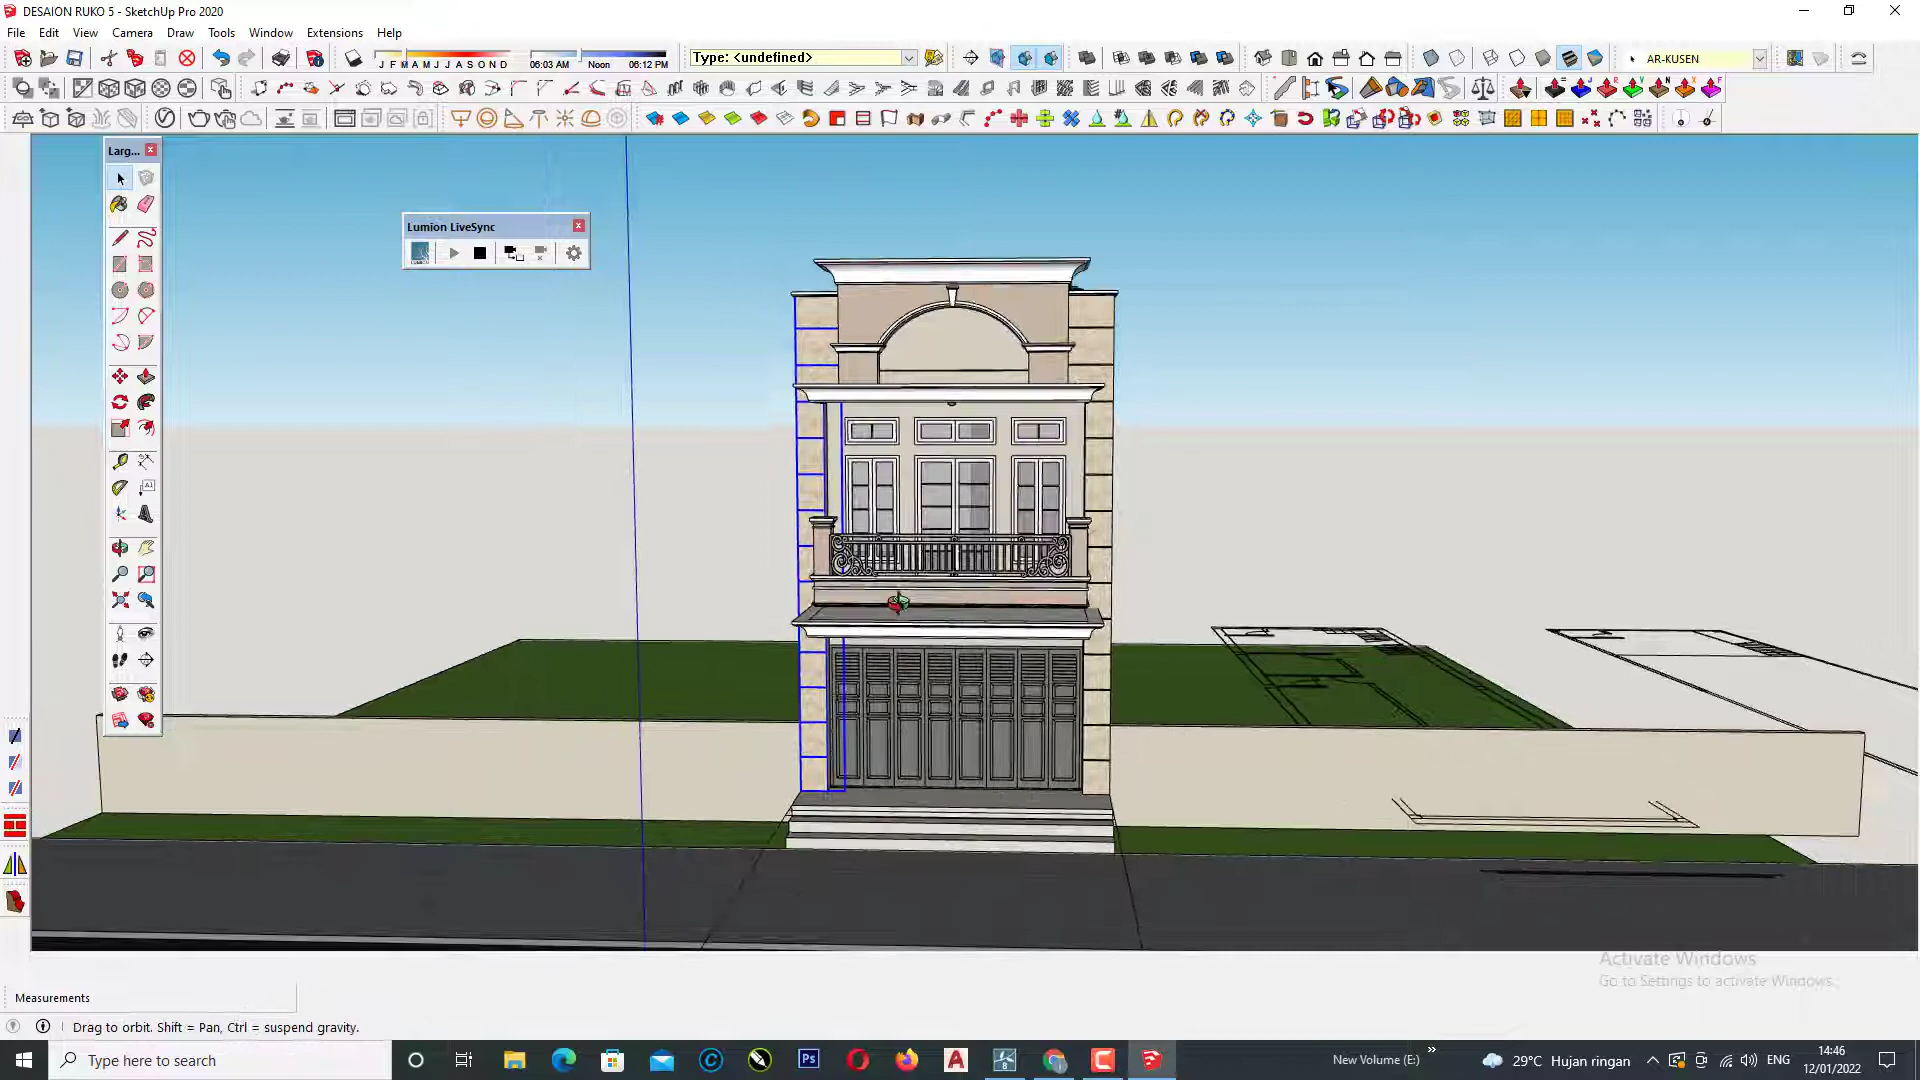 DESAION RUKO 5 - SketchUp Pro 2020
File Edit View Camera Draw Tools Window Extensions Help
J F M A M J J A S O N D
06:03 AM Noon 06:12 PM
Type: <undefined>
AR-KUSEN
Larg...
Lumion LiveSync
Activate Windows
Go to Settings to activate Windows.
Measurements
Drag to orbit. Shift = Pan, Ctrl = suspend gravity.
Type here to search
New Volume (E:)
29°C Hujan ringan
ENG
14:46
12/01/2022